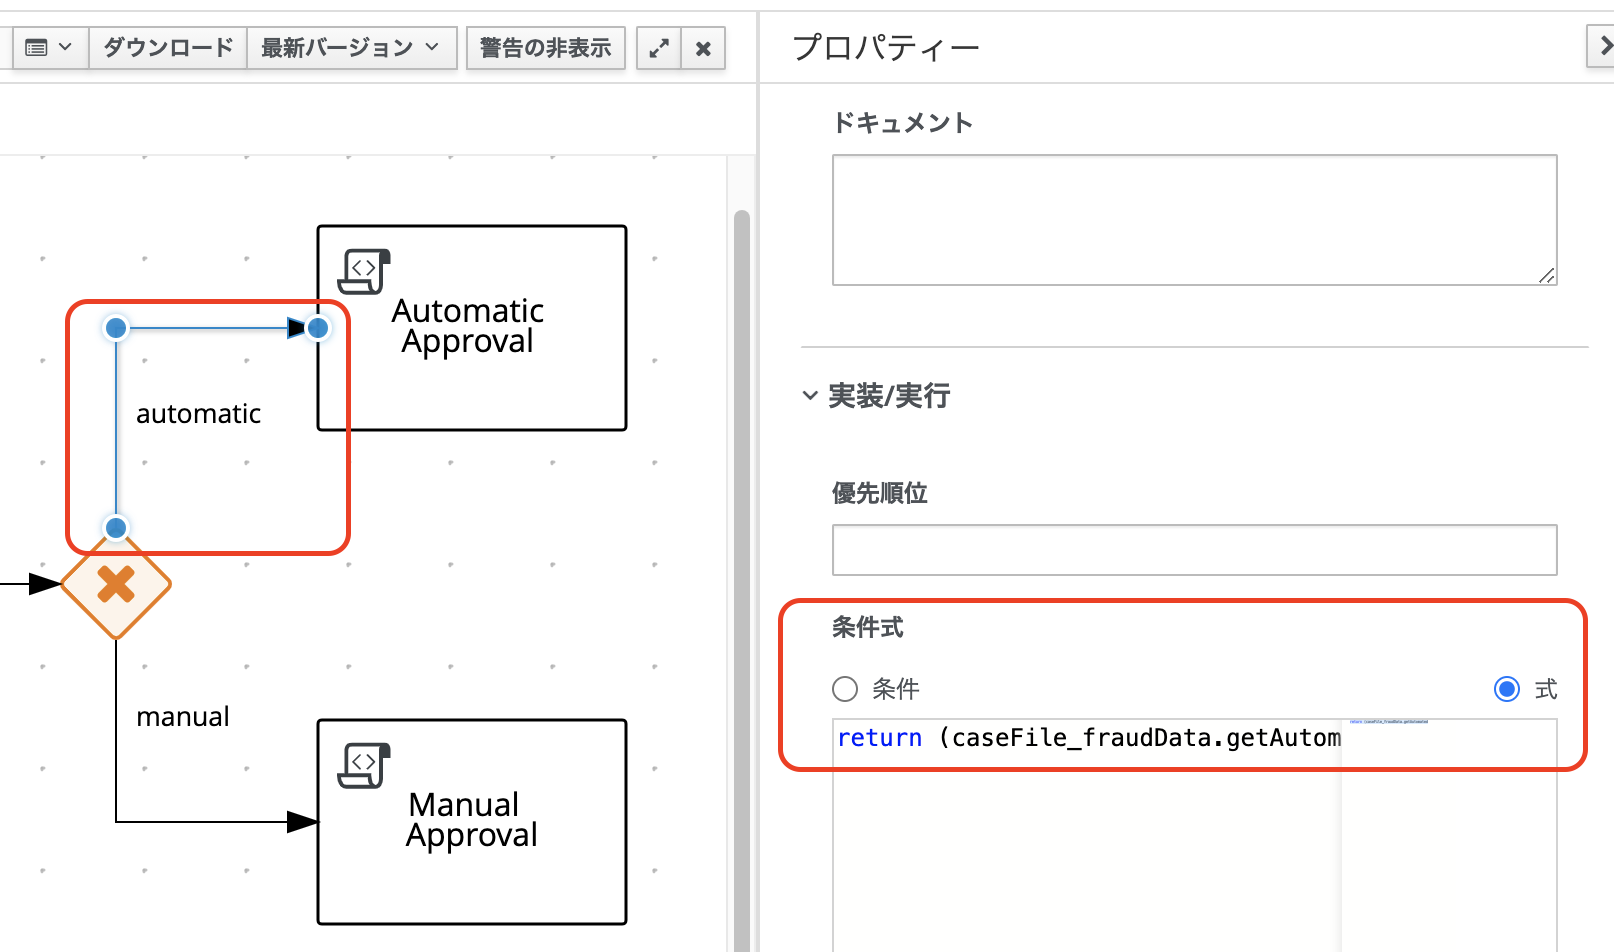 ダウンロード 最新バージョン 警告の非表示
プロパティー
ドキュメント
Automatic
Approval
automatic
実装/実行
優先順位
条件式
条件 式
return (caseFile_fraudData.getAutom
manual
Manual
Approval